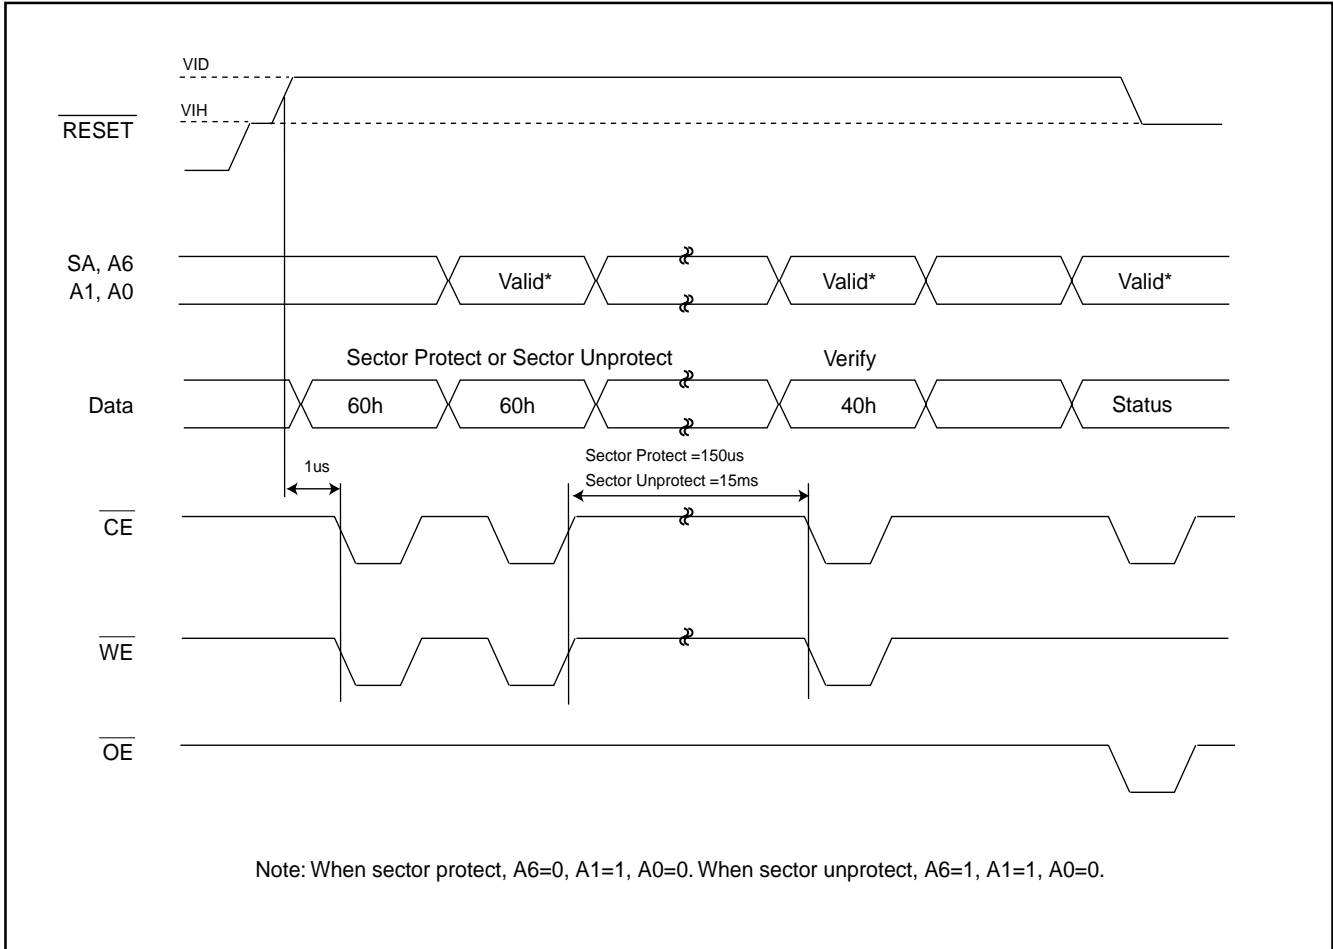 VID
VIH
RESET
SA, A6
A1, A0
Valid*
Valid*
Valid*
Sector Protect or Sector Unprotect
Verify
Data
60h
60h
40h
Status
1us
Sector Protect =150us
Sector Unprotect =15ms
CE
WE
OE
Note: When sector protect, A6=0, A1=1, A0=0. When sector unprotect, A6=1, A1=1, A0=0.